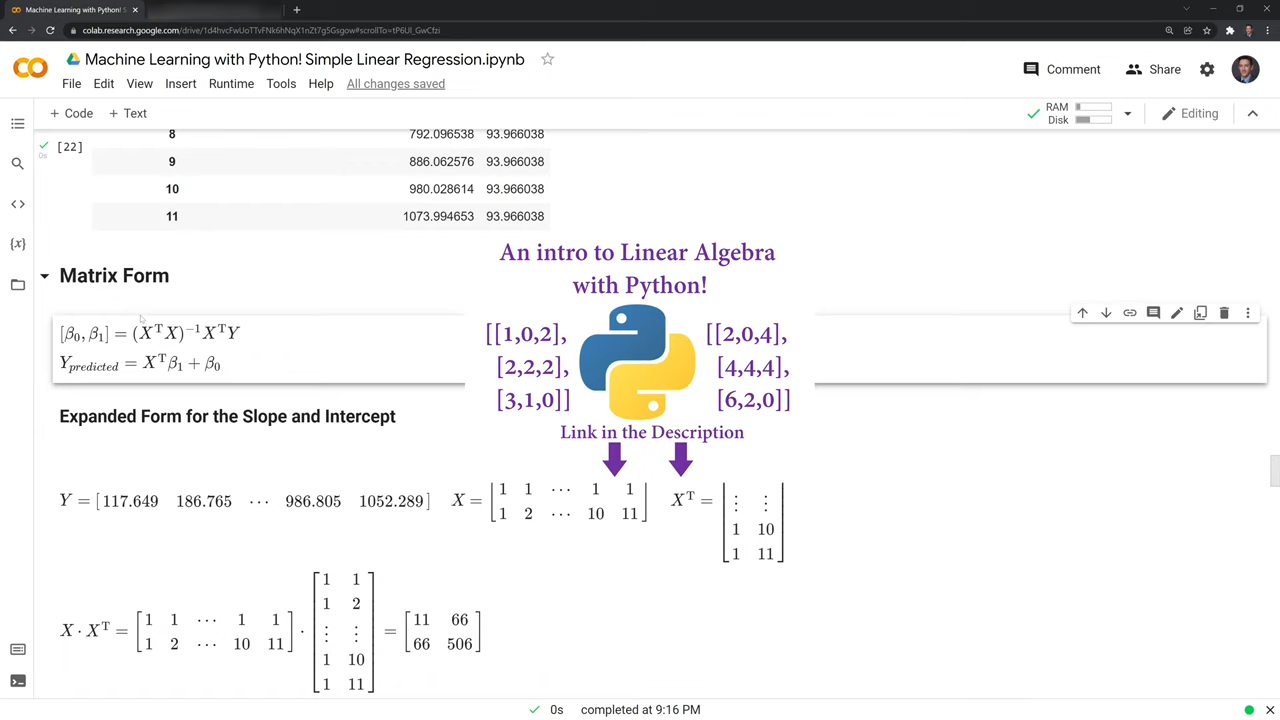 Machine Learning with Python! Si
colab.research.google.com/drive/1d4hvcFwUoTTvFNk6hNqX1nZt7g5Gsgow#scrollTo=tP6UI_GwCfzi
Machine Learning with Python! Simple Linear Regression.ipynb
File Edit View Insert Runtime Tools Help All changes saved
Comment Share
+ Code + Text
RAM
Disk
Editing
[22]
0s
8 792.096538 93.966038
9 886.062576 93.966038
10 980.028614 93.966038
11 1073.994653 93.966038
Matrix Form
[β₀, β₁] = (XᵀX)⁻¹XᵀY
Y_predicted = Xᵀβ₁ + β₀
An intro to Linear Algebra
with Python!
[[1,0,2], [[2,0,4],
[2,2,2], [4,4,4],
[3,1,0]] [6,2,0]]
Link in the Description
Expanded Form for the Slope and Intercept
Y = [ 117.649 186.765 ⋯ 986.805 1052.289 ] X = [ 1 1 ⋯ 1 1
1 2 ⋯ 10 11 ] Xᵀ = [ ⋮ ⋮
1 10
1 11 ]
X · Xᵀ = [ 1 1 ⋯ 1 1
1 2 ⋯ 10 11 ] · [ 1 1
1 2
⋮ ⋮
1 10
1 11 ] = [ 11 66
66 506 ]
0s completed at 9:16 PM